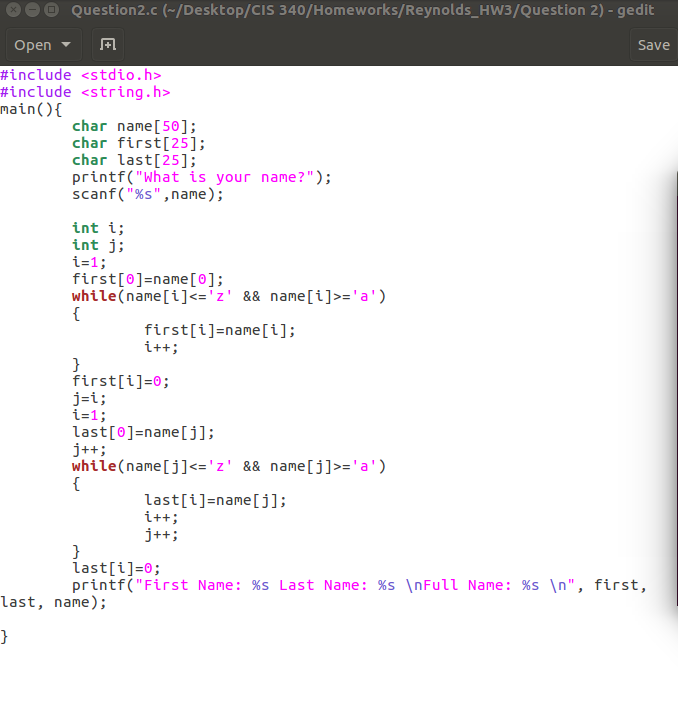 Question2.c (~/Desktop/CIS 340/Homeworks/Reynolds_HW3/Question 2) - gedit
Open
Save
#include <stdio.h>
#include <string.h>
main(){
        char name[50];
        char first[25];
        char last[25];
        printf("What is your name?");
        scanf("%s",name);

        int i;
        int j;
        i=1;
        first[0]=name[0];
        while(name[i]<='z' && name[i]>='a')
        {
                first[i]=name[i];
                i++;
        }
        first[i]=0;
        j=i;
        i=1;
        last[0]=name[j];
        j++;
        while(name[j]<='z' && name[j]>='a')
        {
                last[i]=name[j];
                i++;
                j++;
        }
        last[i]=0;
        printf("First Name: %s Last Name: %s \nFull Name: %s \n", first,
last, name);

}